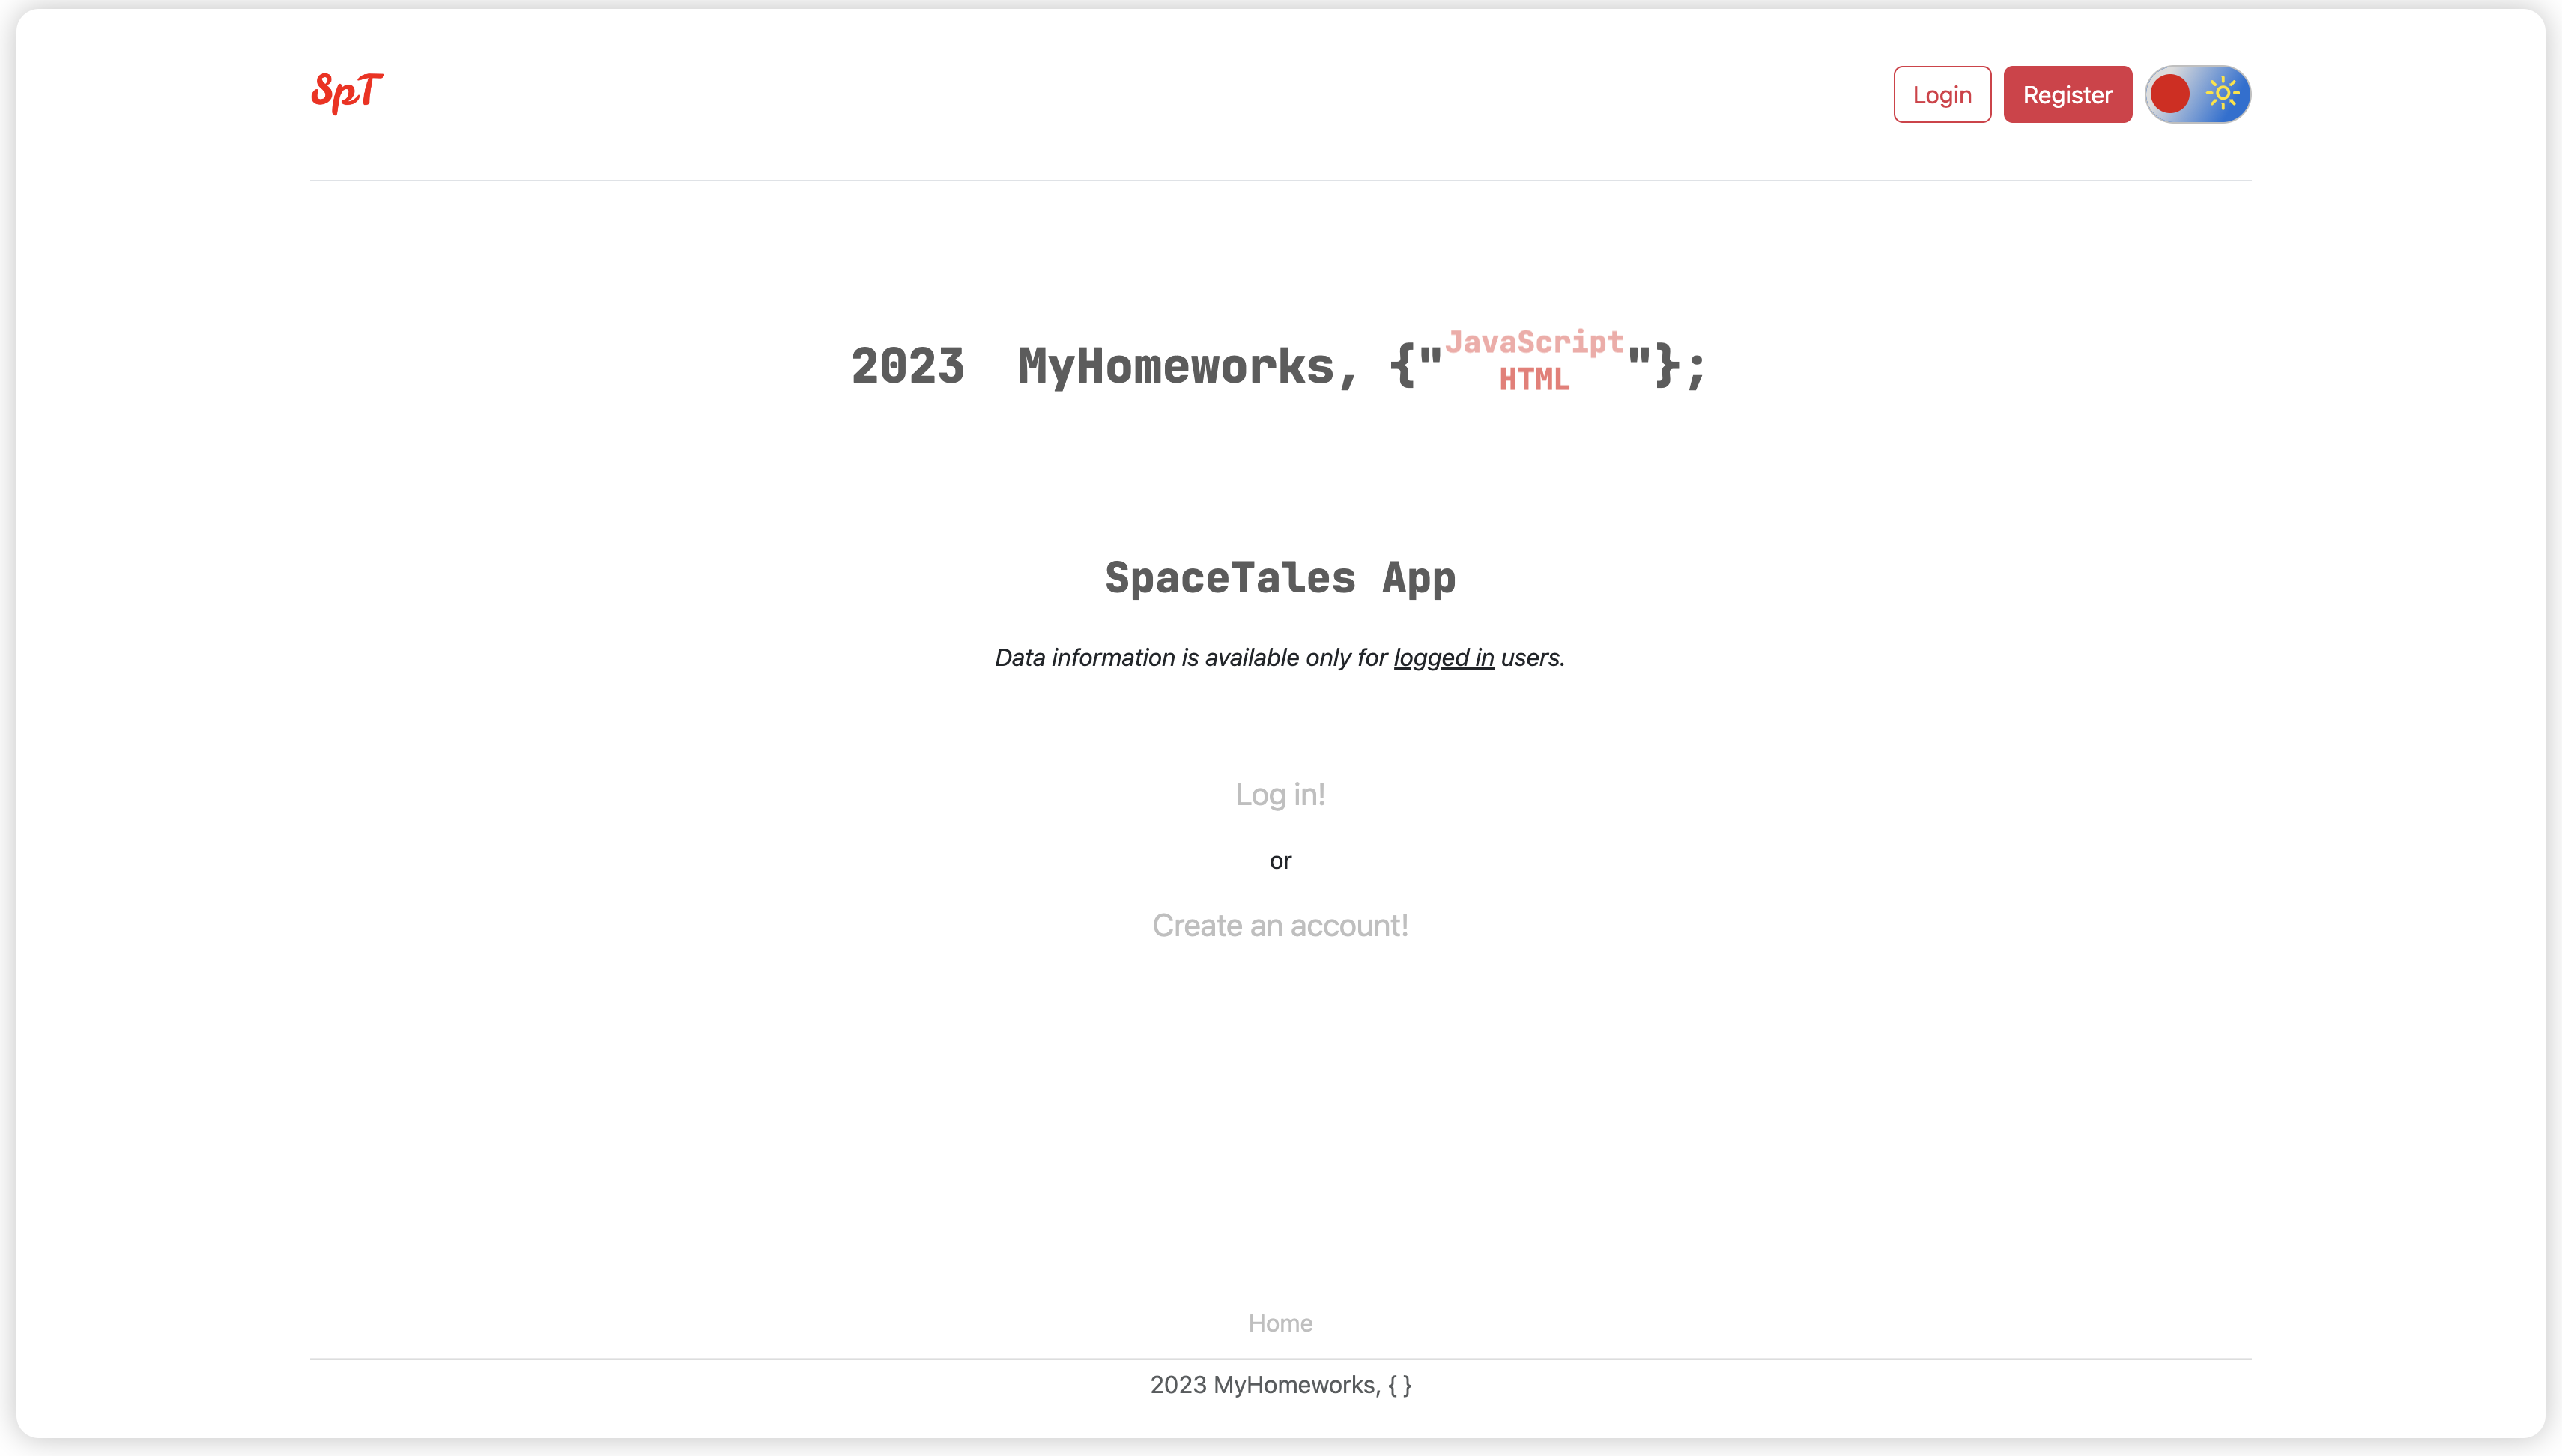 SpT
Login
Register
2023 MyHomeworks, {"JavaScript
HTML"};
SpaceTales App
Data information is available only for logged in users.
Log in!
or
Create an account!
Home
2023 MyHomeworks, { }